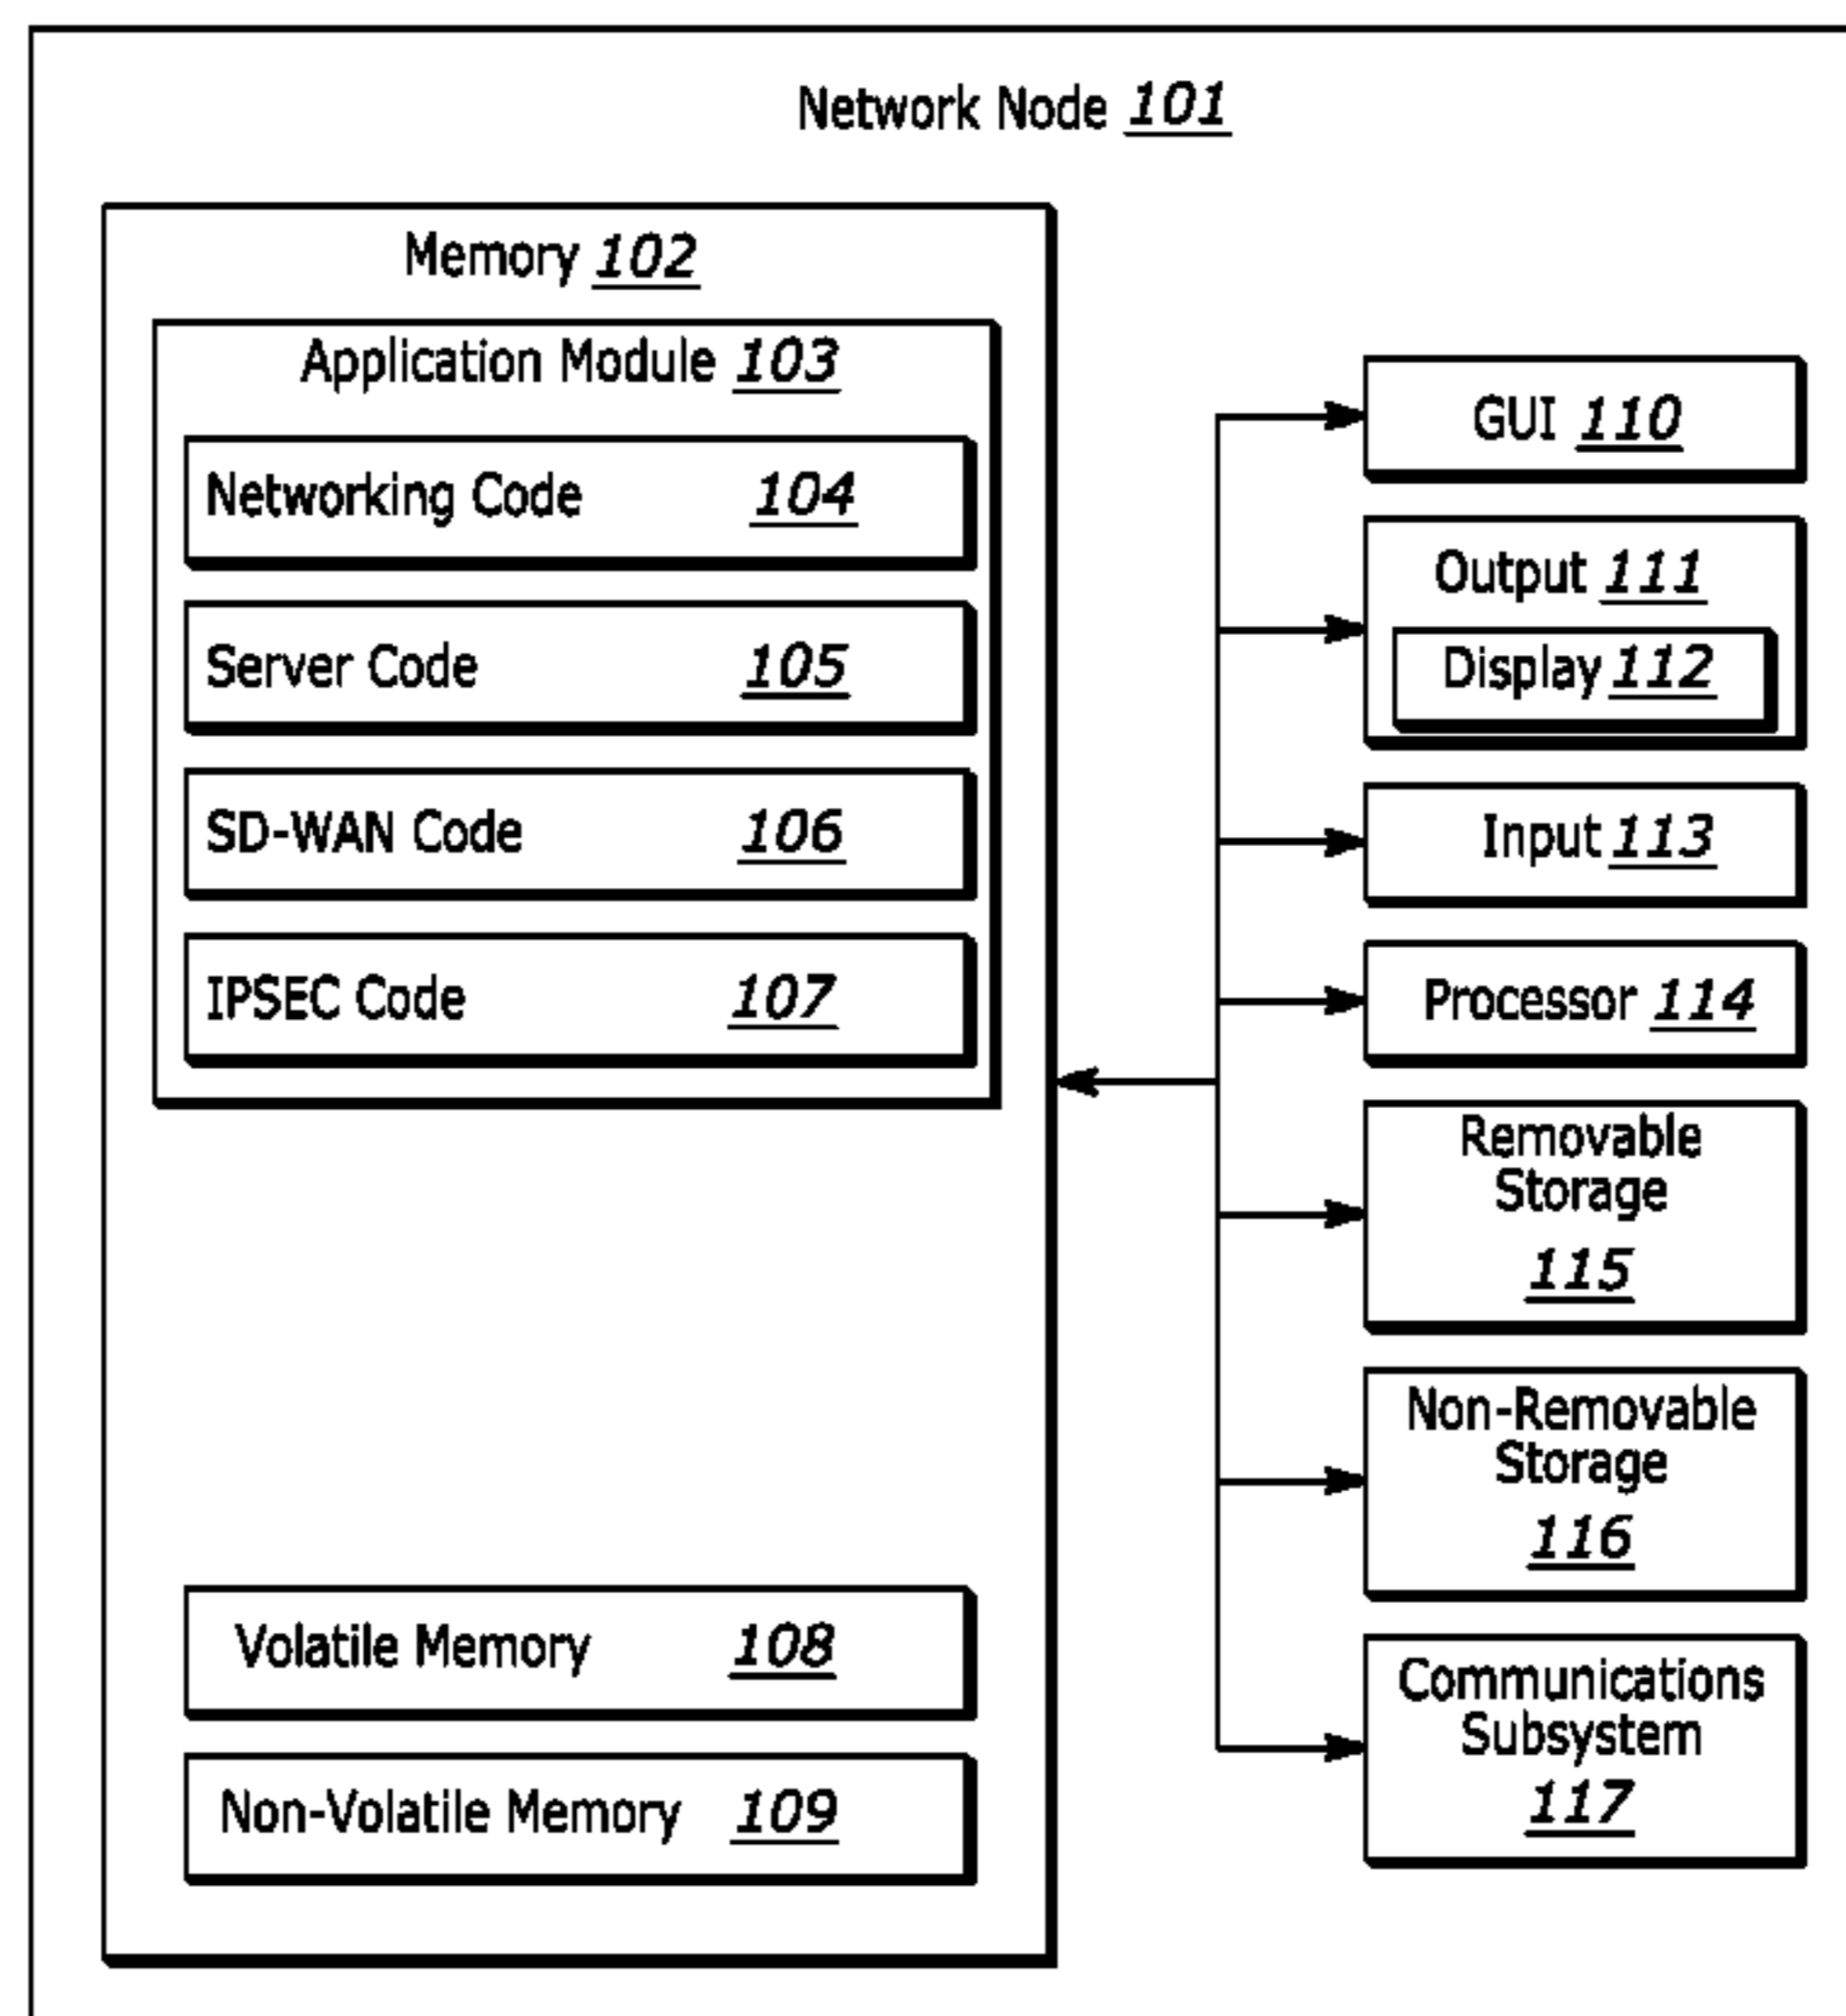 Network Node 101
Memory 102
Application Module 103
Networking Code 104
Server Code 105
SD-WAN Code 106
IPSEC Code 107
Volatile Memory 108
Non-Volatile Memory 109
GUI 110
Output 111
Display 112
Input 113
Processor 114
Removable
Storage
115
Non-Removable
Storage
116
Communications
Subsystem
117